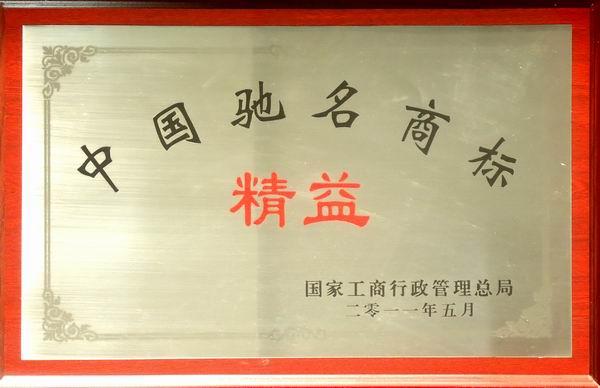 中国驰名商标
精益
国家工商行政管理总局
二零一一年五月